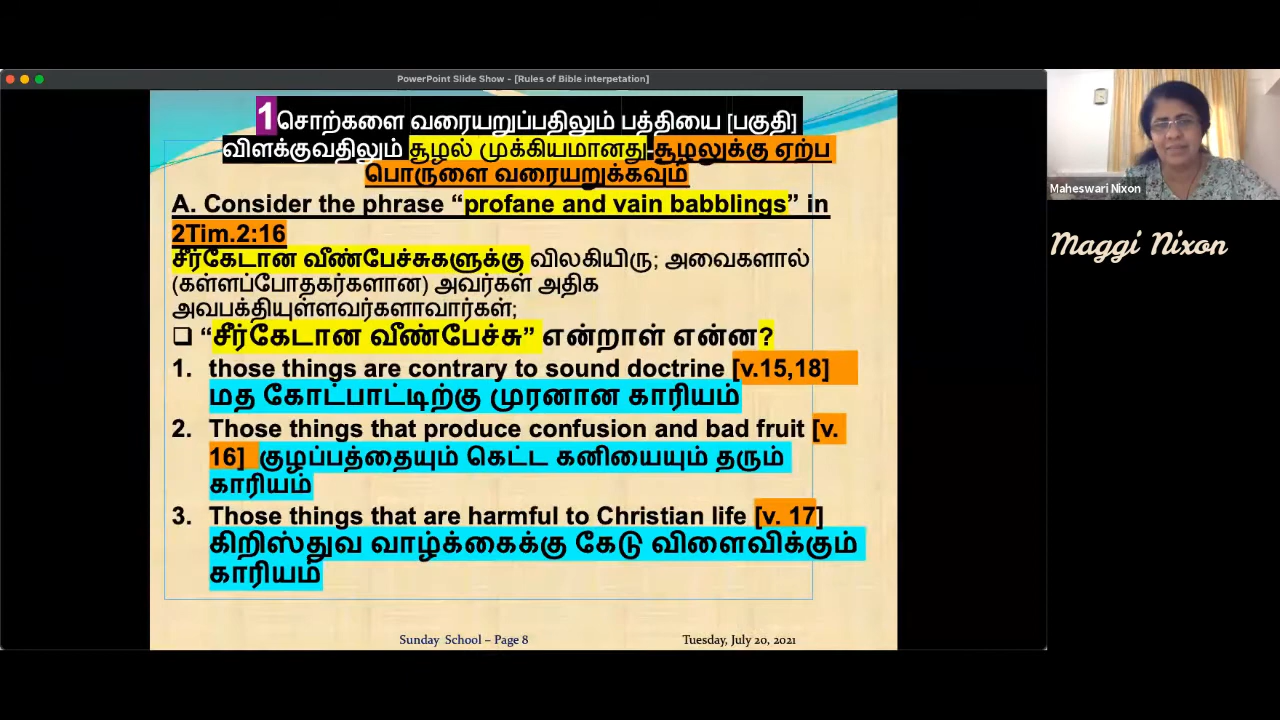 PowerPoint Slide Show - [Rules of Bible interpetation]
1சொற்களை வரையறுப்பதிலும் பத்தியை [பகுதி]
விளக்குவதிலும் சூழல் முக்கியமானது-சூழலுக்கு ஏற்ப
பொருளை வரையறுக்கவும்
A. Consider the phrase “profane and vain babblings” in
2Tim.2:16
சீர்கேடான வீண்பேச்சுகளுக்கு விலகியிரு; அவைகளால்
(கள்ளப்போதகர்களான) அவர்கள் அதிக
அவபக்தியுள்ளவர்களாவார்கள்;
❑ “சீர்கேடான வீண்பேச்சு” என்றாள் என்ன?
1. those things are contrary to sound doctrine [v.15,18]
மத கோட்பாட்டிற்கு முரனான காரியம்
2. Those things that produce confusion and bad fruit [v.
16] குழப்பத்தையும் கெட்ட கனியையும் தரும்
காரியம்
3. Those things that are harmful to Christian life [v. 17]
கிறிஸ்துவ வாழ்க்கைக்கு கேடு விளைவிக்கும்
காரியம்
Sunday School – Page 8 Tuesday, July 20, 2021
Maheswari Nixon
Maggi Nixon